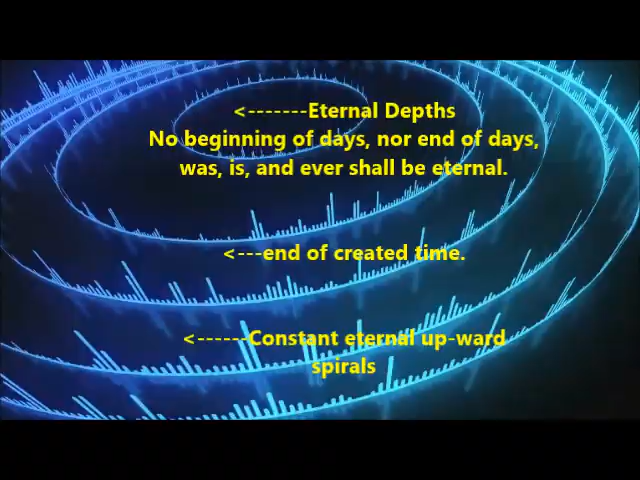 <-------Eternal Depths
No beginning of days, nor end of days,
was, is, and ever shall be eternal.
<---end of created time.
<------Constant eternal up-ward
spirals